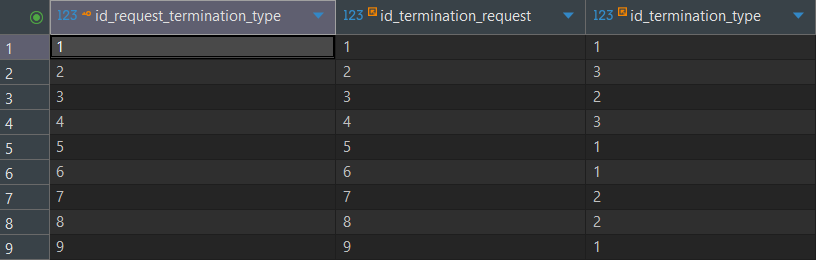 123 id_request_termination_type 123 id_termination_request 123 id_termination_type
1 1 1 1
2 2 2 3
3 3 3 2
4 4 4 3
5 5 5 1
6 6 6 1
7 7 7 2
8 8 8 2
9 9 9 1